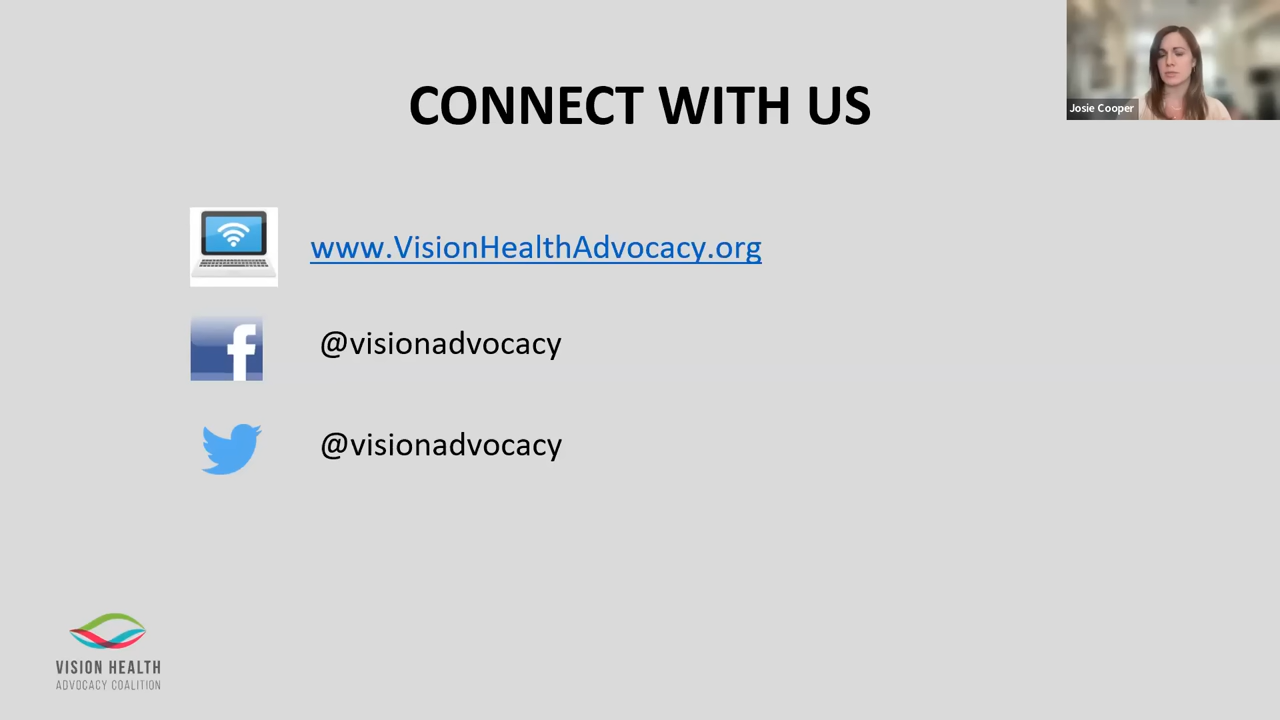 CONNECT WITH US
Josie Cooper
www.VisionHealthAdvocacy.org
@visionadvocacy
@visionadvocacy
VISION HEALTH
ADVOCACY COALITION